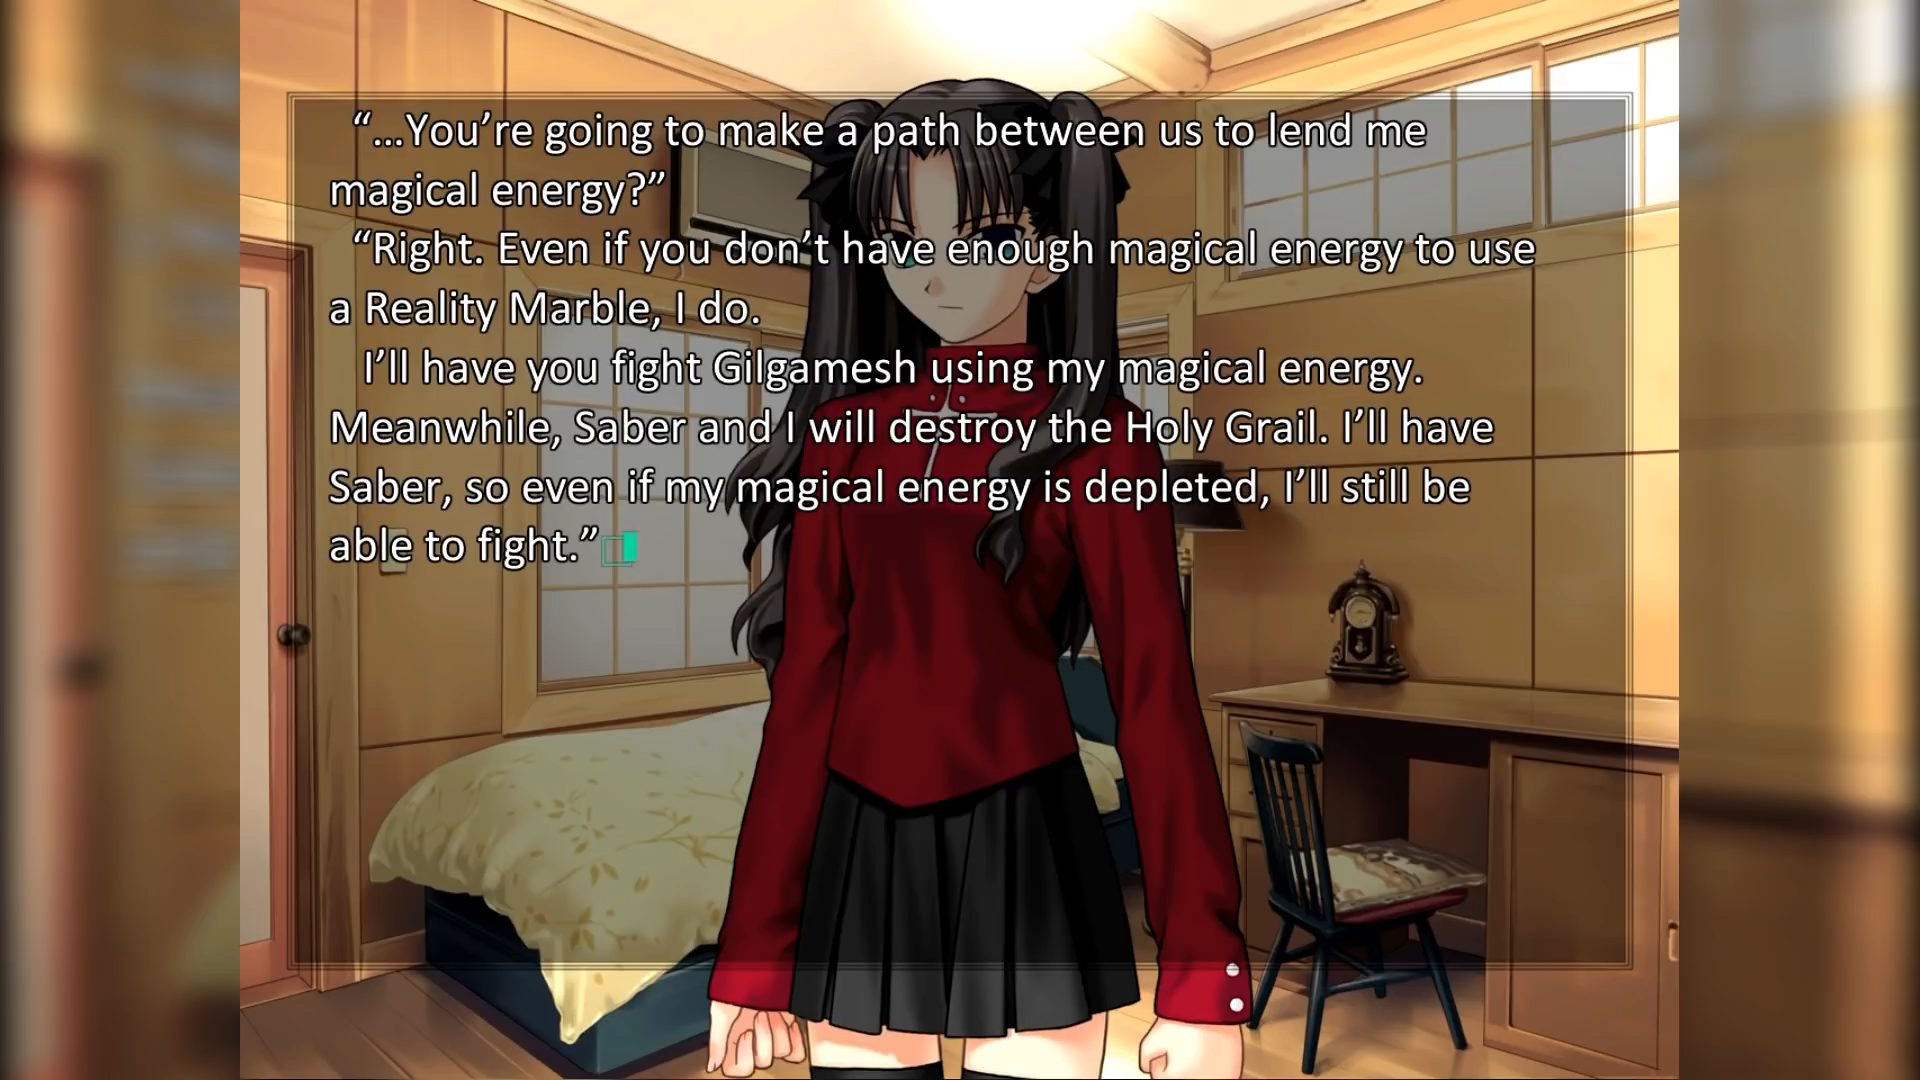 “…You’re going to make a path between us to lend me
magical energy?”
“Right. Even if you don’t have enough magical energy to use
a Reality Marble, I do.
I’ll have you fight Gilgamesh using my magical energy.
Meanwhile, Saber and I will destroy the Holy Grail. I’ll have
Saber, so even if my magical energy is depleted, I’ll still be
able to fight.”